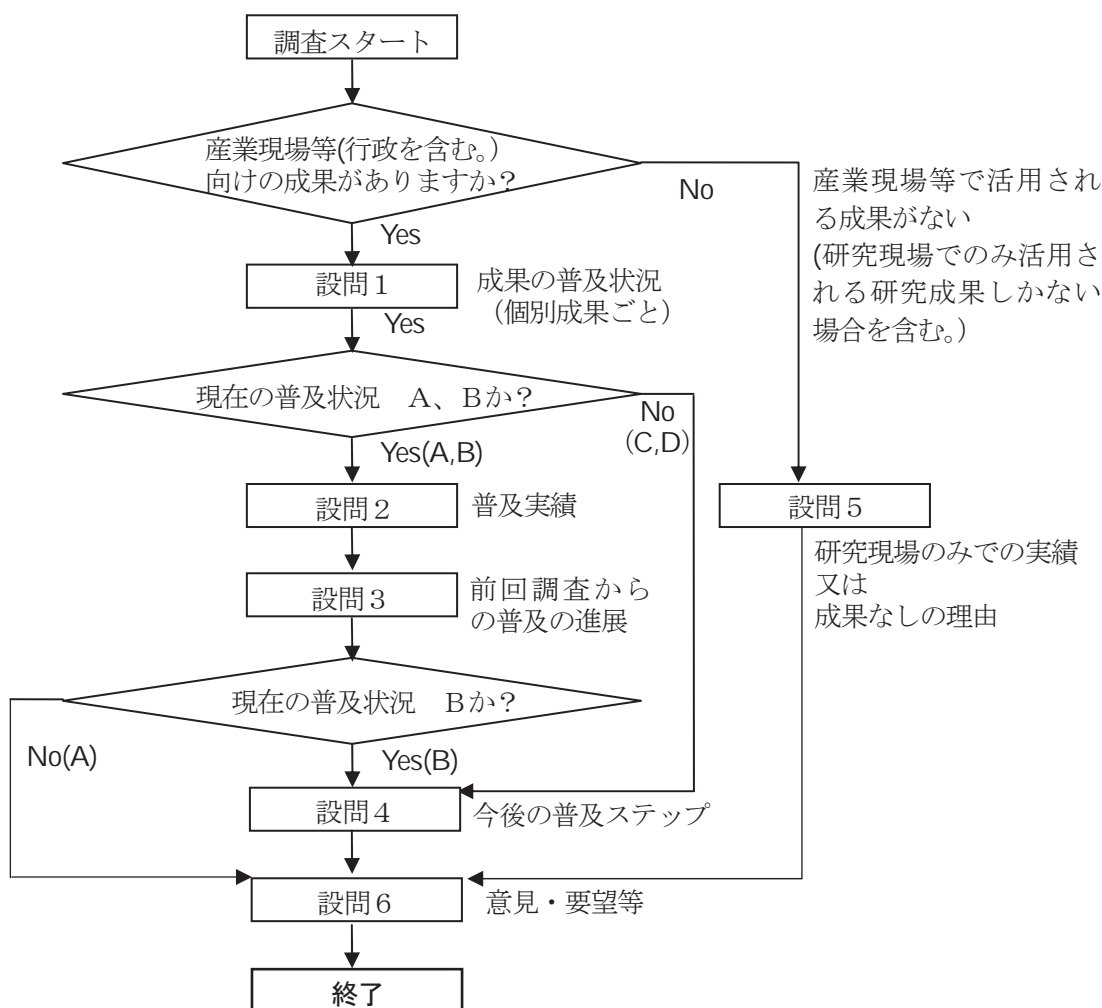 調査スタート
産業現場等(行政を含む。)
向けの成果がありますか?
No
産業現場等で活用され
る成果がない
(研究現場でのみ活用さ
れる研究成果しかない
場合を含む。)
Yes
設問1
成果の普及状況
(個別成果ごと)
Yes
現在の普及状況 A、Bか?
No
(C,D)
Yes(A,B)
設問2
普及実績
設問5
研究現場のみでの実績
又は
成果なしの理由
設問3
前回調査から
の普及の進展
現在の普及状況 Bか?
No(A)
Yes(B)
設問4
今後の普及ステップ
設問6
意見・要望等
終了